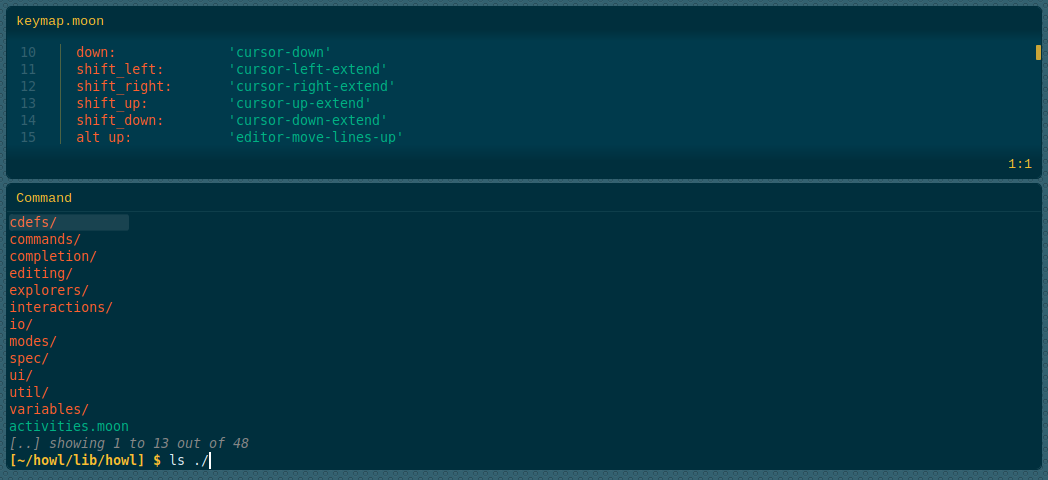 keymap.moon
10 down: 'cursor-down'
11 shift_left: 'cursor-left-extend'
12 shift_right: 'cursor-right-extend'
13 shift_up: 'cursor-up-extend'
14 shift_down: 'cursor-down-extend'
15 alt_up: 'editor-move-lines-up'
1:1
Command
cdefs/
commands/
completion/
editing/
explorers/
interactions/
io/
modes/
spec/
ui/
util/
variables/
activities.moon
[..] showing 1 to 13 out of 48
[~/howl/lib/howl] $ ls ./